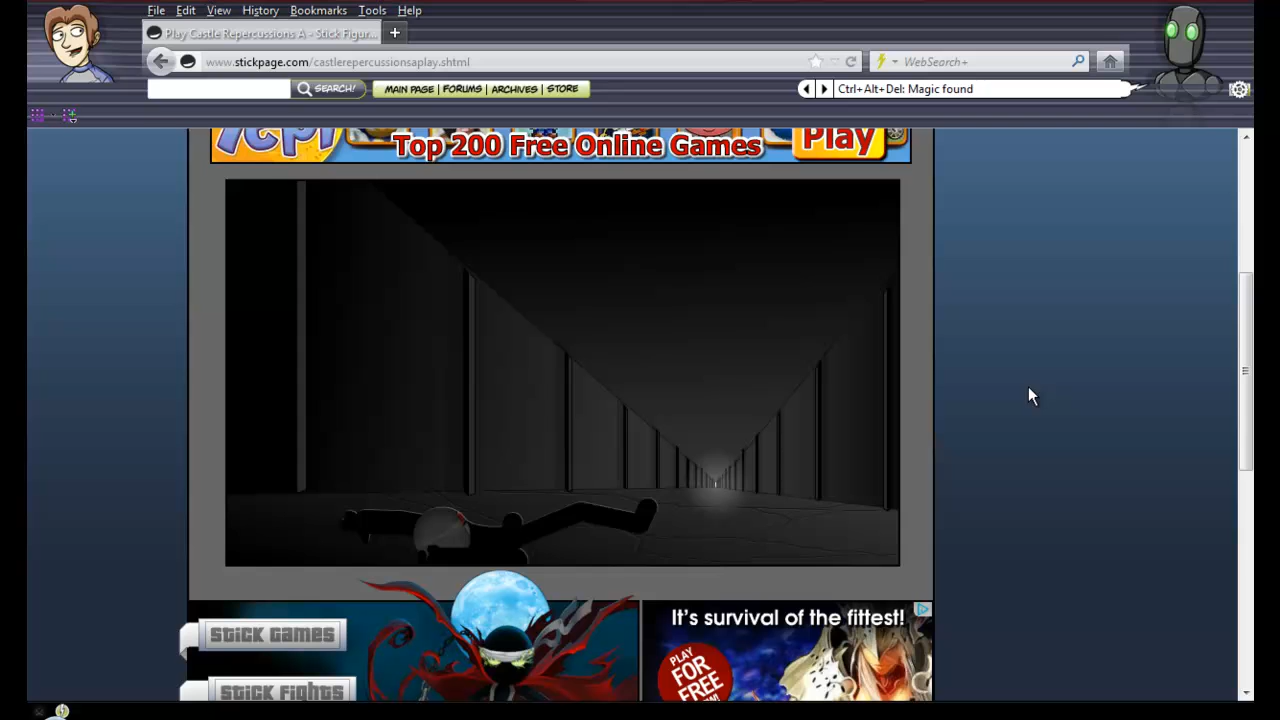 File Edit View History Bookmarks Tools Help
Play Castle Repercussions A - Stick Figur...
www.stickpage.com/castlerepercussionsaplay.shtml
WebSearch+
SEARCH!
MAIN PAGE FORUMS ARCHIVES STORE
Ctrl+Alt+Del: Magic found
Top 200 Free Online Games
Play
It's survival of the fittest!
STICK GAMES
PLAY
FOR
FREE
STICK FIGHTS